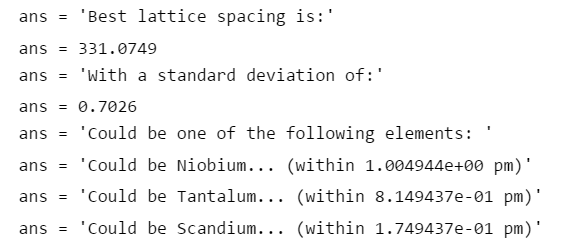 ans = 'Best lattice spacing is:'
ans = 331.0749
ans = 'With a standard deviation of:'
ans = 0.7026
ans = 'Could be one of the following elements: '
ans = 'Could be Niobium... (within 1.004944e+00 pm)'
ans = 'Could be Tantalum... (within 8.149437e-01 pm)'
ans = 'Could be Scandium... (within 1.749437e-01 pm)'